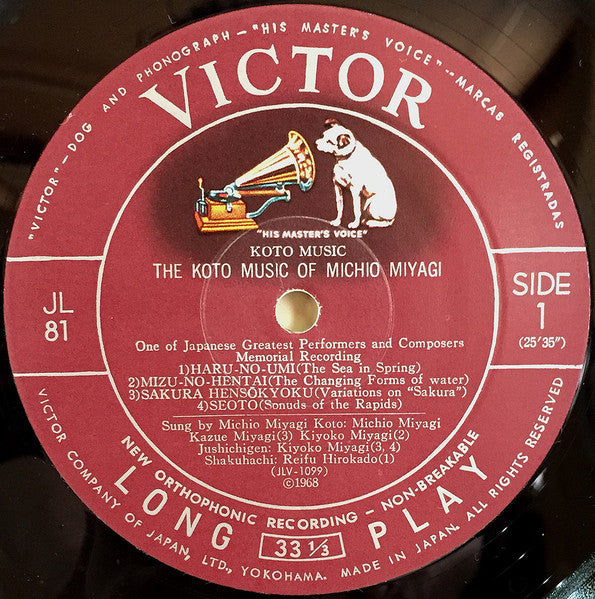 "VICTOR"—DOG AND PHONOGRAPH—"HIS MASTER'S VOICE"—MARCAS REGISTRADAS
VICTOR
"HIS MASTER'S VOICE"
KOTO MUSIC
THE KOTO MUSIC OF MICHIO MIYAGI
JL
81
SIDE
1
(25'35")
One of Japanese Greatest Performers and Composers
Memorial Recording
1)HARU-NO-UMI(The Sea in Spring)
2)MIZU-NO-HENTAI(The Changing Forms of water)
3)SAKURA HENSŌKYOKU(Variations on "Sakura")
4)SEOTO(Sonuds of the Rapids)
Sung by Michio Miyagi Koto: Michio Miyagi
Kazue Miyagi(3) Kiyoko Miyagi(2)
Jushichigen: Kiyoko Miyagi(3, 4)
Shakuhachi: Reifu Hirokado(1)
(JLV-1099)
©1968
NEW ORTHOPHONIC RECORDING — NON-BREAKABLE
LONG PLAY
33 1/3
VICTOR COMPANY OF JAPAN, LTD., YOKOHAMA. MADE IN JAPAN. ALL RIGHTS RESERVED